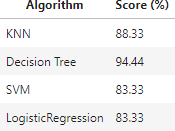 Algorithm Score (%)
KNN 88.33
Decision Tree 94.44
SVM 83.33
LogisticRegression 83.33